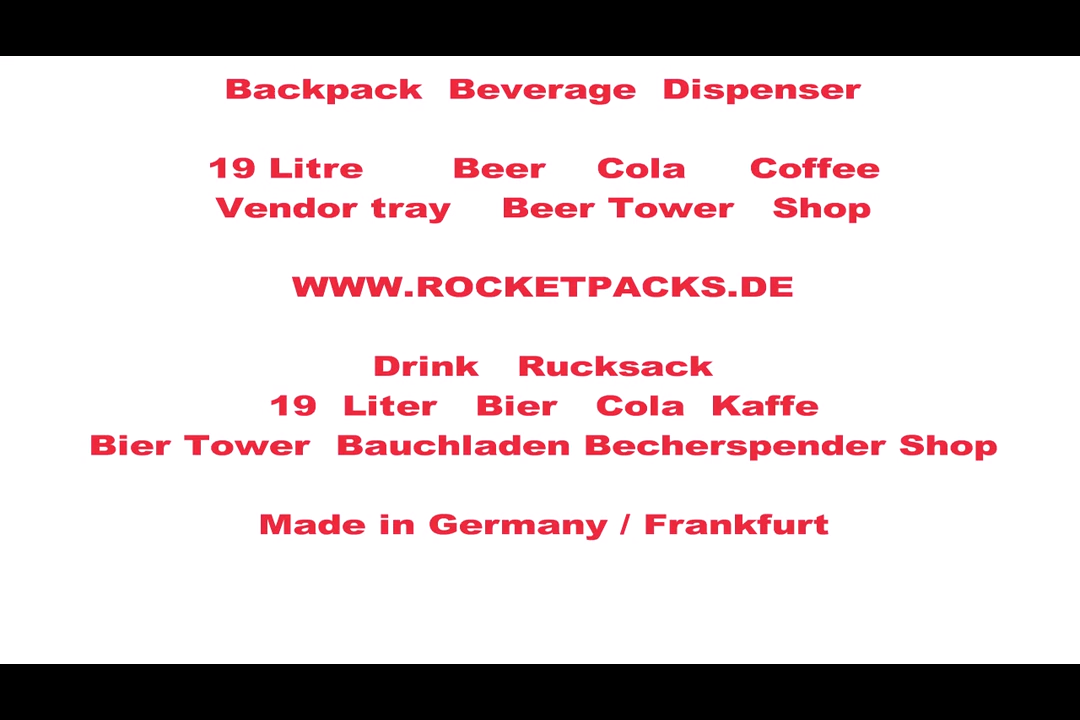 Backpack Beverage Dispenser
19 Litre Beer Cola Coffee
Vendor tray Beer Tower Shop
WWW.ROCKETPACKS.DE
Drink Rucksack
19 Liter Bier Cola Kaffe
Bier Tower Bauchladen Becherspender Shop
Made in Germany / Frankfurt